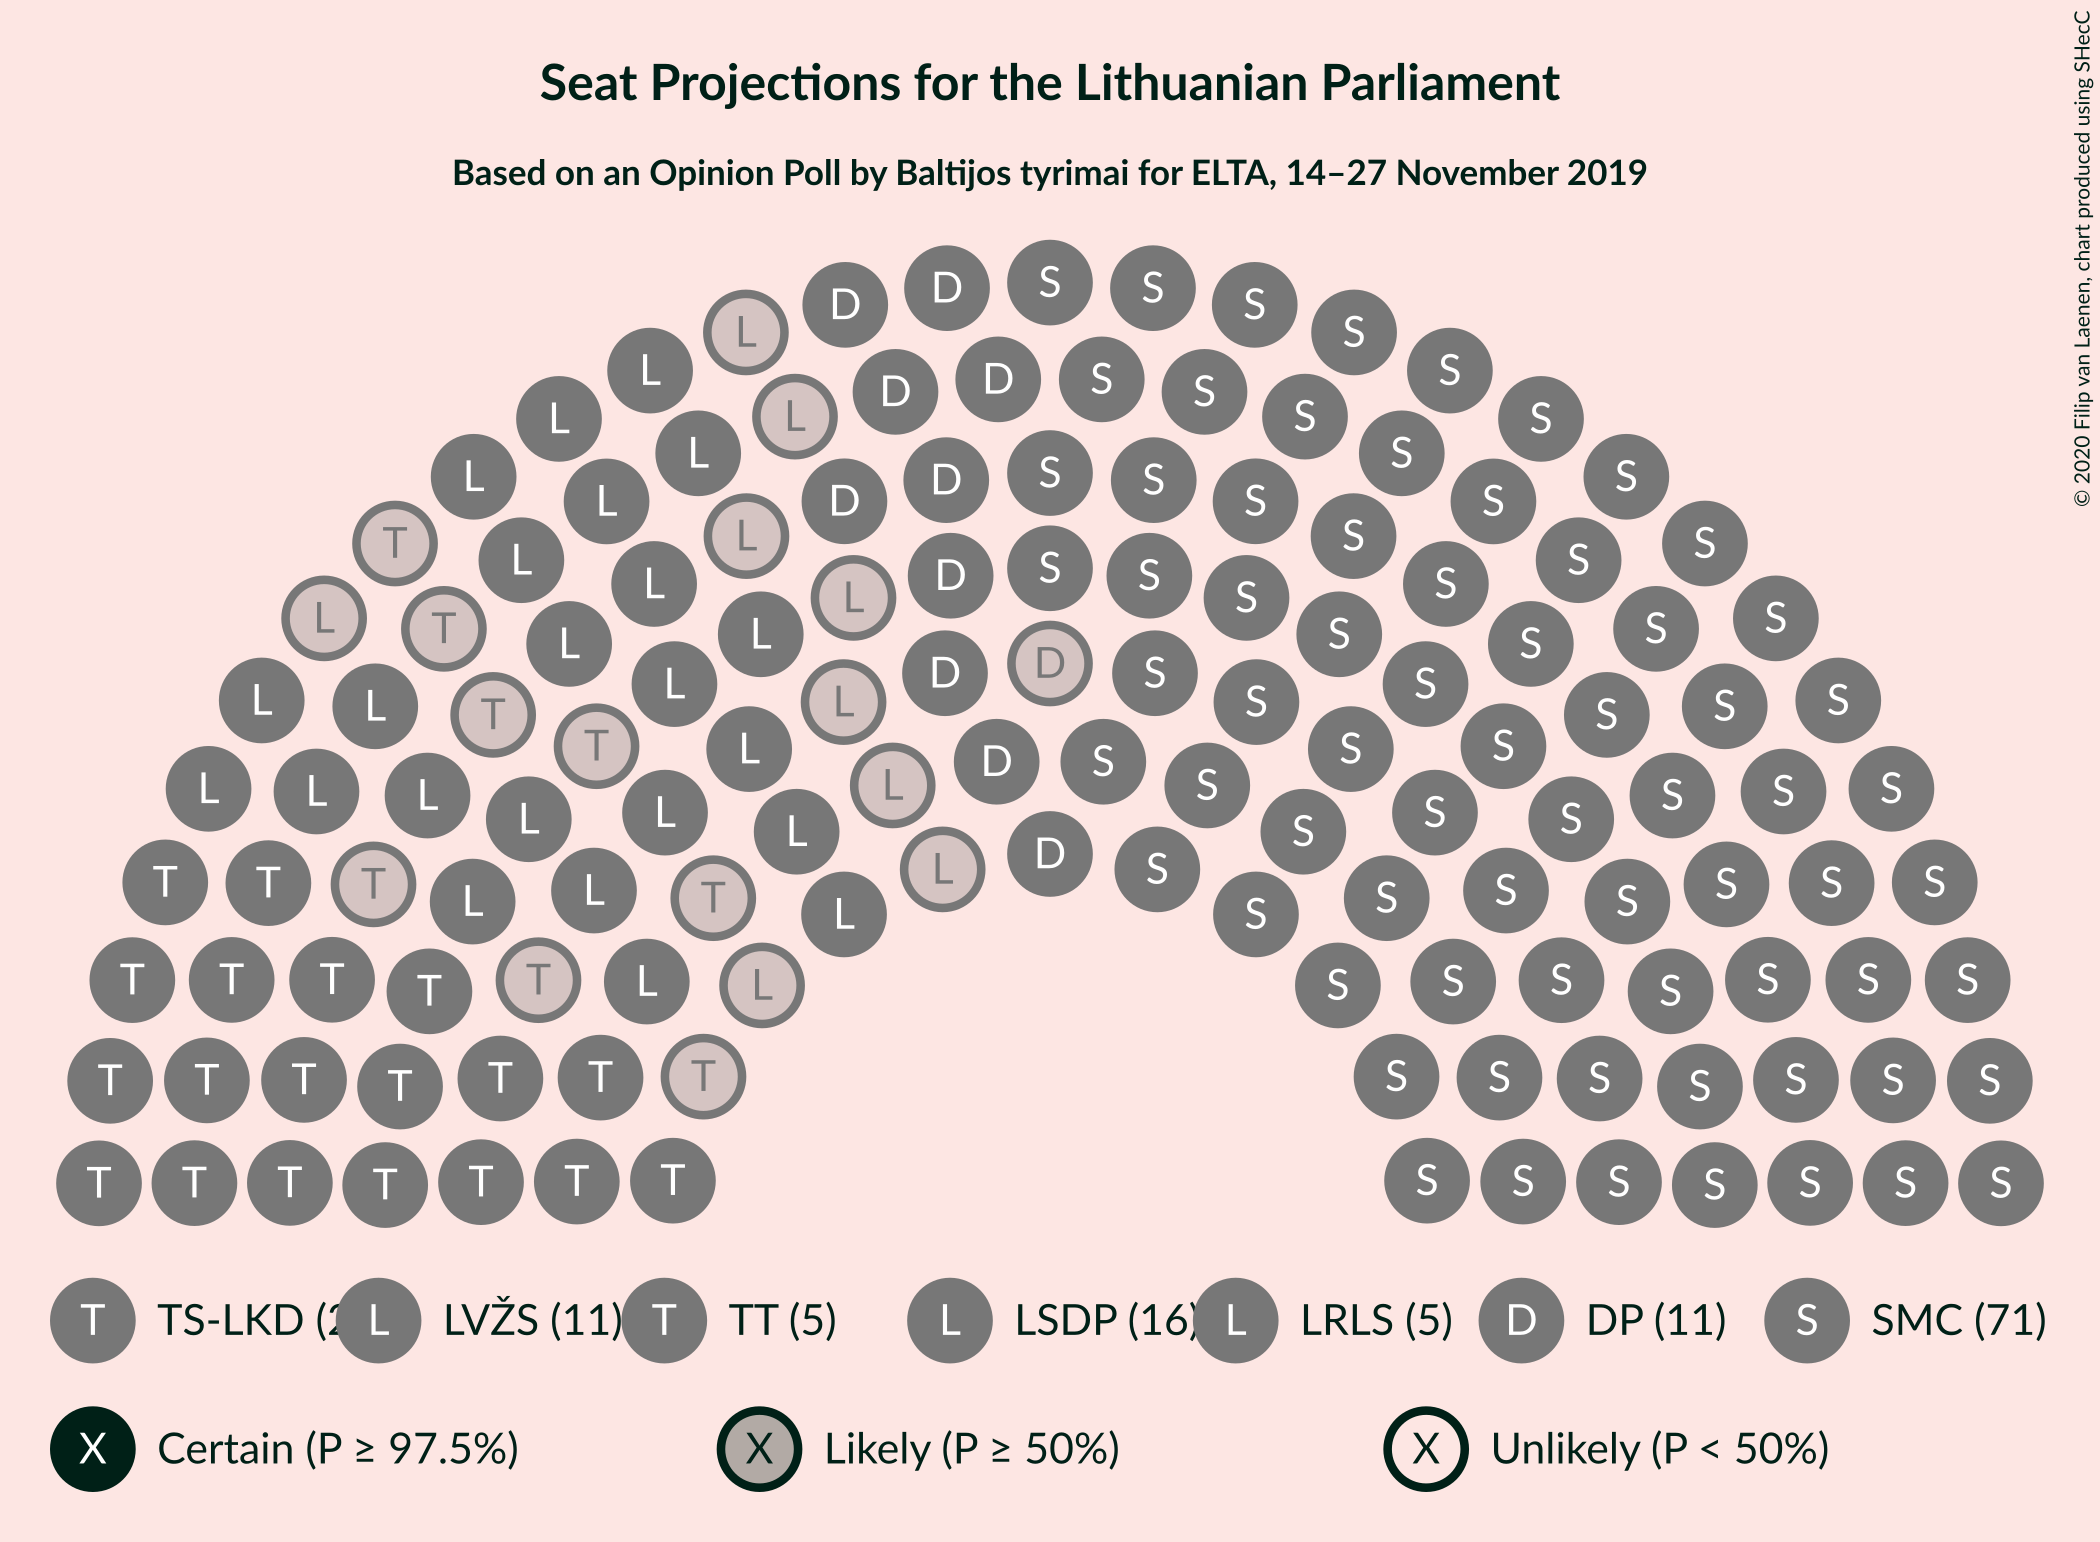 Seat Projections for the Lithuanian Parliament
Based on an Opinion Poll by Baltijos tyrimai for ELTA, 14–27 November 2019
© 2020 Filip van Laenen, chart produced using SHecC
L D D S S S S
L D D S S S S
L L D D S S S S S
L L L D S S S S S
T L L L D D S S S S S
L T L L L D S S S S S
L L T T L L D S S S S S S
L L L L L L L D S S S S S S
T T T L L T L L D S S S S S S S
T T T T T L L S S S S S S S
T T T T T T T S S S S S S S
T T T T T T T S S S S S S S
T TS-LKD (2 L LVŽS (11) T TT (5) L LSDP (16) L LRLS (5) D DP (11) S SMC (71)
X Certain (P ≥ 97.5%) X Likely (P ≥ 50%) X Unlikely (P < 50%)